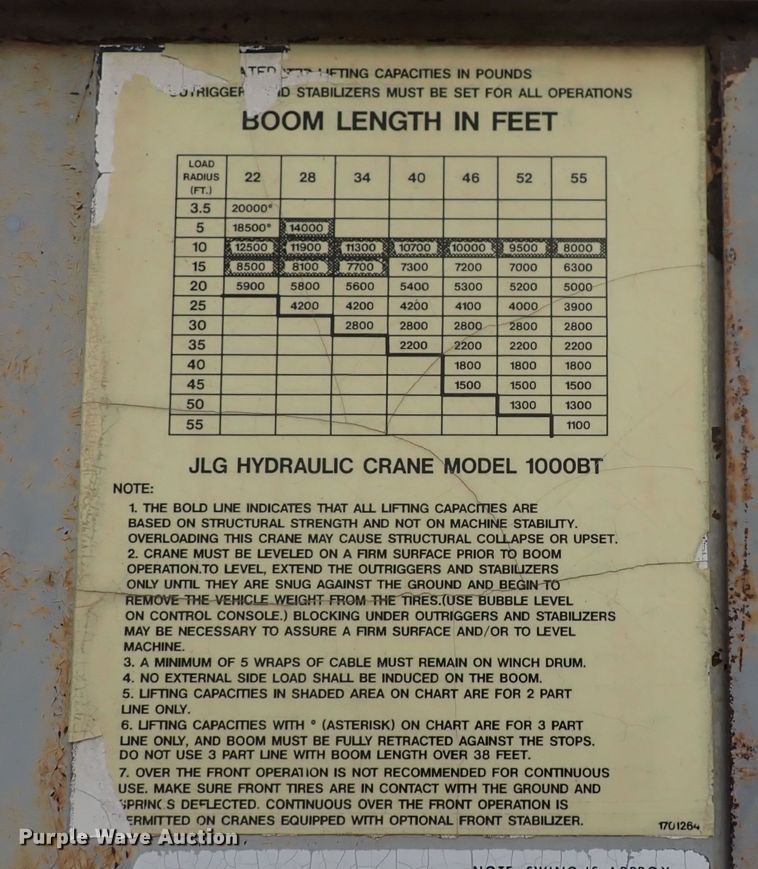 LIFTING CAPACITIES IN POUNDS
STABILIZERS MUST BE SET FOR ALL OPERATIONS
BOOM LENGTH IN FEET
LOAD RADIUS (FT.) 22 28 34 40 46 52 55
3.5 20000*
5 18500* 14000
10 12500 11900 11300 10700 10000 9500 8000
15 8500 8100 7700 7300 7200 7000 6300
20 5900 5800 5600 5400 5300 5200 5000
25 4200 4200 4200 4100 4000 3900
30 2800 2800 2800 2800 2800
35 2200 2200 2200 2200
40 1800 1800 1800
45 1500 1500 1500
50 1300 1300
55 1100
JLG HYDRAULIC CRANE MODEL 1000BT
NOTE:
1. THE BOLD LINE INDICATES THAT ALL LIFTING CAPACITIES ARE
BASED ON STRUCTURAL STRENGTH AND NOT ON MACHINE STABILITY.
OVERLOADING THIS CRANE MAY CAUSE STRUCTURAL COLLAPSE OR UPSET.
2. CRANE MUST BE LEVELED ON A FIRM SURFACE PRIOR TO BOOM
OPERATION.TO LEVEL, EXTEND THE OUTRIGGERS AND STABILIZERS
ONLY UNTIL THEY ARE SNUG AGAINST THE GROUND AND BEGIN TO
REMOVE THE VEHICLE WEIGHT FROM THE TIRES.(USE BUBBLE LEVEL
ON CONTROL CONSOLE.) BLOCKING UNDER OUTRIGGERS AND STABILIZERS
MAY BE NECESSARY TO ASSURE A FIRM SURFACE AND/OR TO LEVEL
MACHINE.
3. A MINIMUM OF 5 WRAPS OF CABLE MUST REMAIN ON WINCH DRUM.
4. NO EXTERNAL SIDE LOAD SHALL BE INDUCED ON THE BOOM.
5. LIFTING CAPACITIES IN SHADED AREA ON CHART ARE FOR 2 PART
LINE ONLY.
6. LIFTING CAPACITIES WITH * (ASTERISK) ON CHART ARE FOR 3 PART
LINE ONLY, AND BOOM MUST BE FULLY RETRACTED AGAINST THE STOPS.
DO NOT USE 3 PART LINE WITH BOOM LENGTH OVER 38 FEET.
7. OVER THE FRONT OPERATION IS NOT RECOMMENDED FOR CONTINUOUS
USE. MAKE SURE FRONT TIRES ARE IN CONTACT WITH THE GROUND AND
SPRINGS DEFLECTED. CONTINUOUS OVER THE FRONT OPERATION IS
PERMITTED ON CRANES EQUIPPED WITH OPTIONAL FRONT STABILIZER.
1701264
Purple Wave Auction